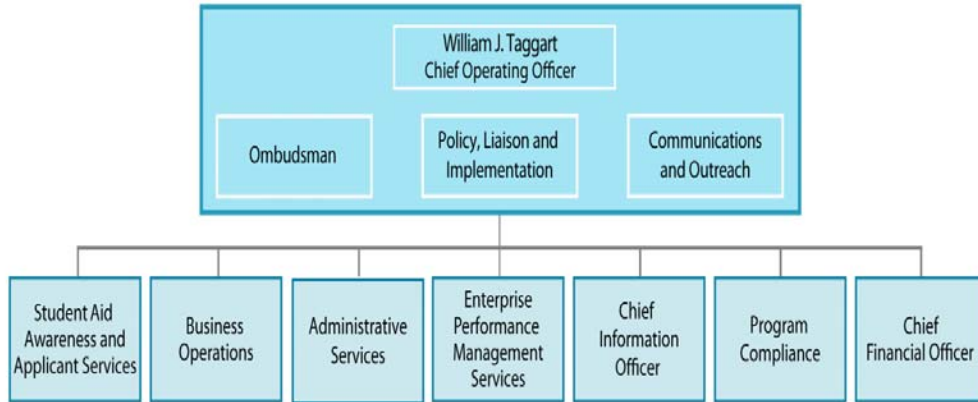 William J. Taggart
Chief Operating Officer
Ombudsman
Policy, Liaison and
Implementation
Communications
and Outreach
Student Aid
Awareness and
Applicant Services
Business
Operations
Administrative
Services
Enterprise
Performance
Management
Services
Chief
Information
Officer
Program
Compliance
Chief
Financial Officer